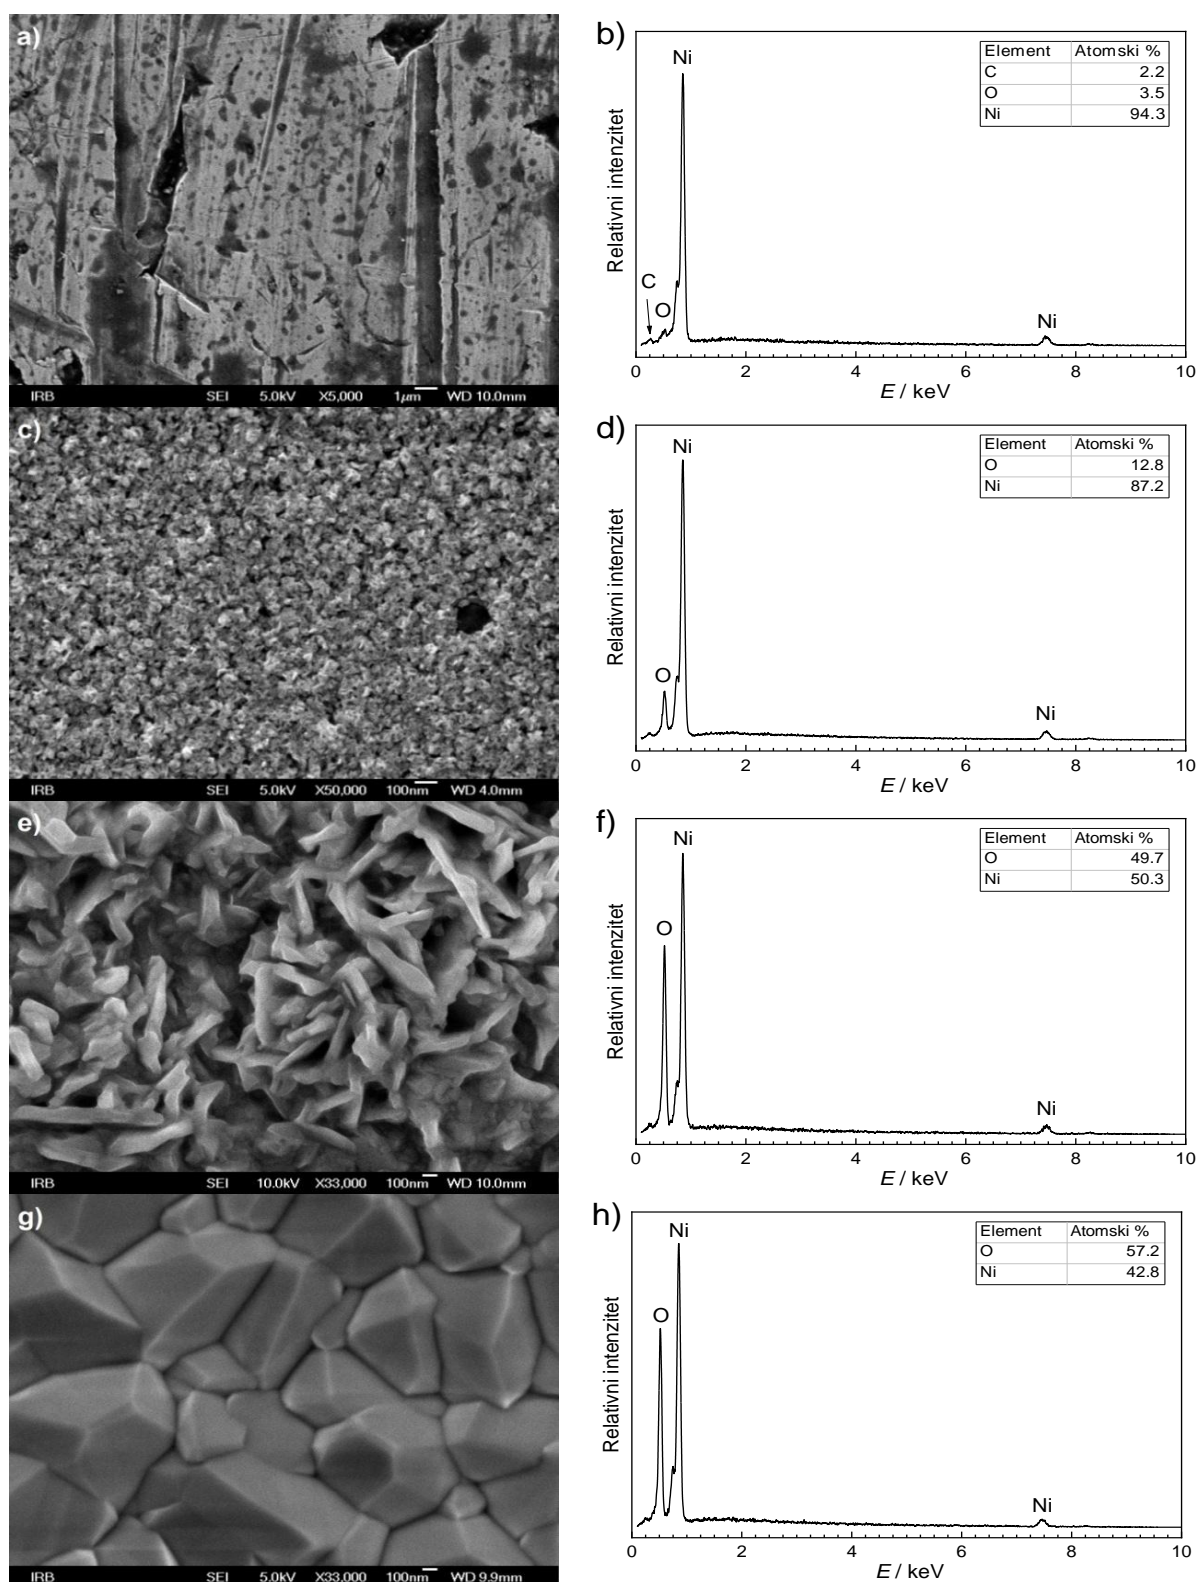 a)
IRB SEI 5.0kV X5,000 1μm WD 10.0mm
b)
Relativni intenzitet
Ni
C
O
Ni
Element Atomski %
C 2.2
O 3.5
Ni 94.3
0 2 4 6 8 10
E / keV
c)
IRB SEI 5.0kV X50,000 100nm WD 4.0mm
d)
Relativni intenzitet
Ni
O
Ni
Element Atomski %
O 12.8
Ni 87.2
0 2 4 6 8 10
E / keV
e)
IRB SEI 10.0kV X33,000 100nm WD 10.0mm
f)
Relativni intenzitet
Ni
O
Ni
Element Atomski %
O 49.7
Ni 50.3
0 2 4 6 8 10
E / keV
g)
IRB SEI 5.0kV X33,000 100nm WD 9.9mm
h)
Relativni intenzitet
Ni
O
Ni
Element Atomski %
O 57.2
Ni 42.8
0 2 4 6 8 10
E / keV